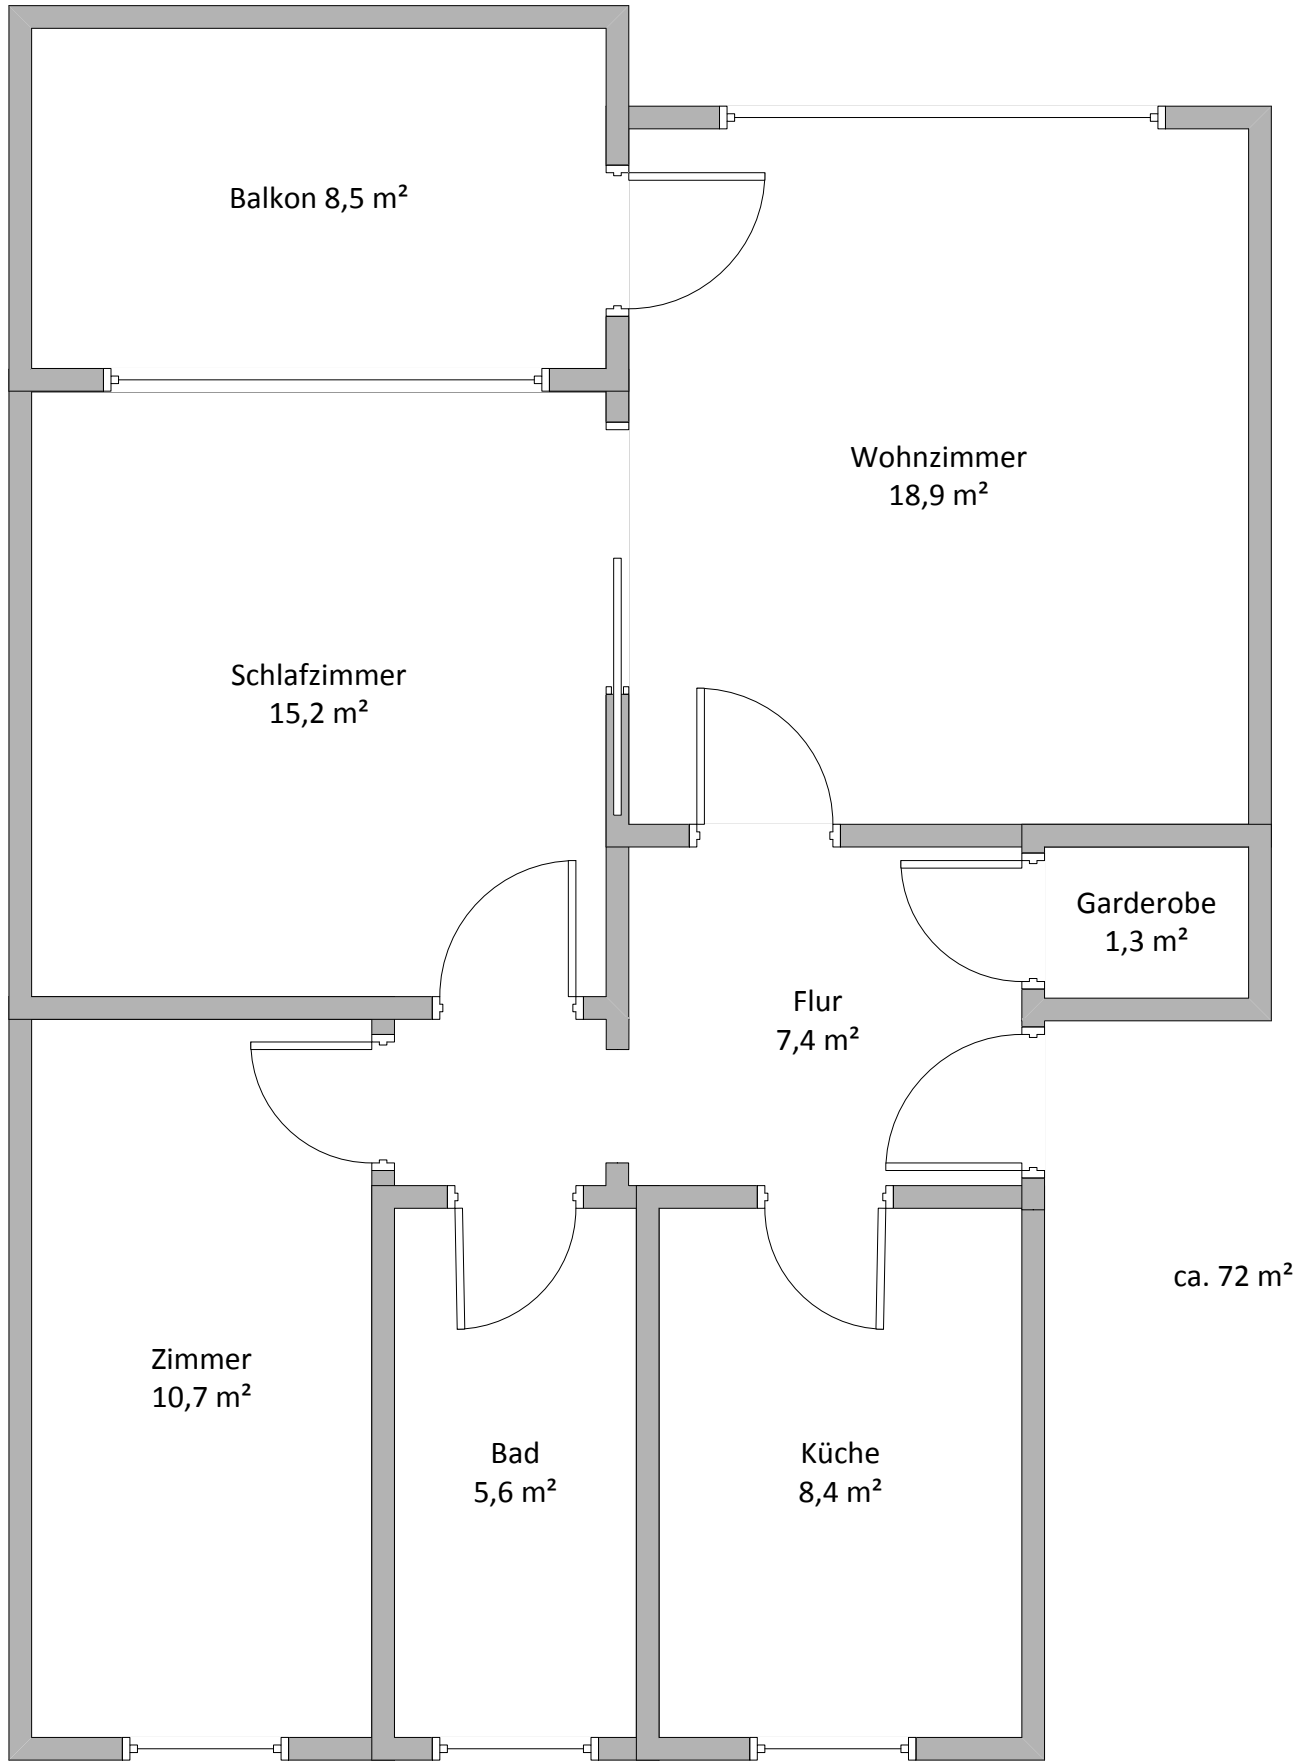 Balkon 8,5 m²
Wohnzimmer
18,9 m²
Schlafzimmer
15,2 m²
Garderobe
1,3 m²
Flur
7,4 m²
ca. 72 m²
Zimmer
10,7 m²
Bad
5,6 m²
Küche
8,4 m²